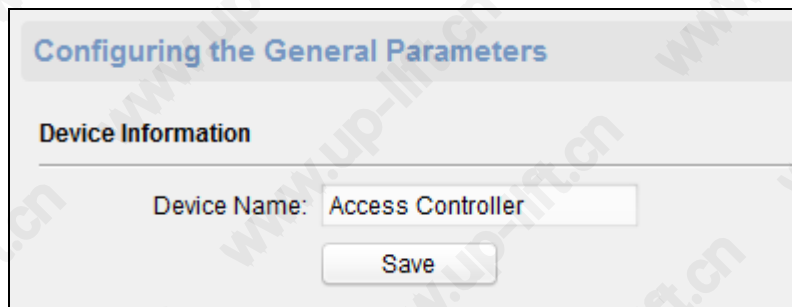 Configuring the General Parameters
Device Information
Device Name: Access Controller
Save
www.up-lift.cn